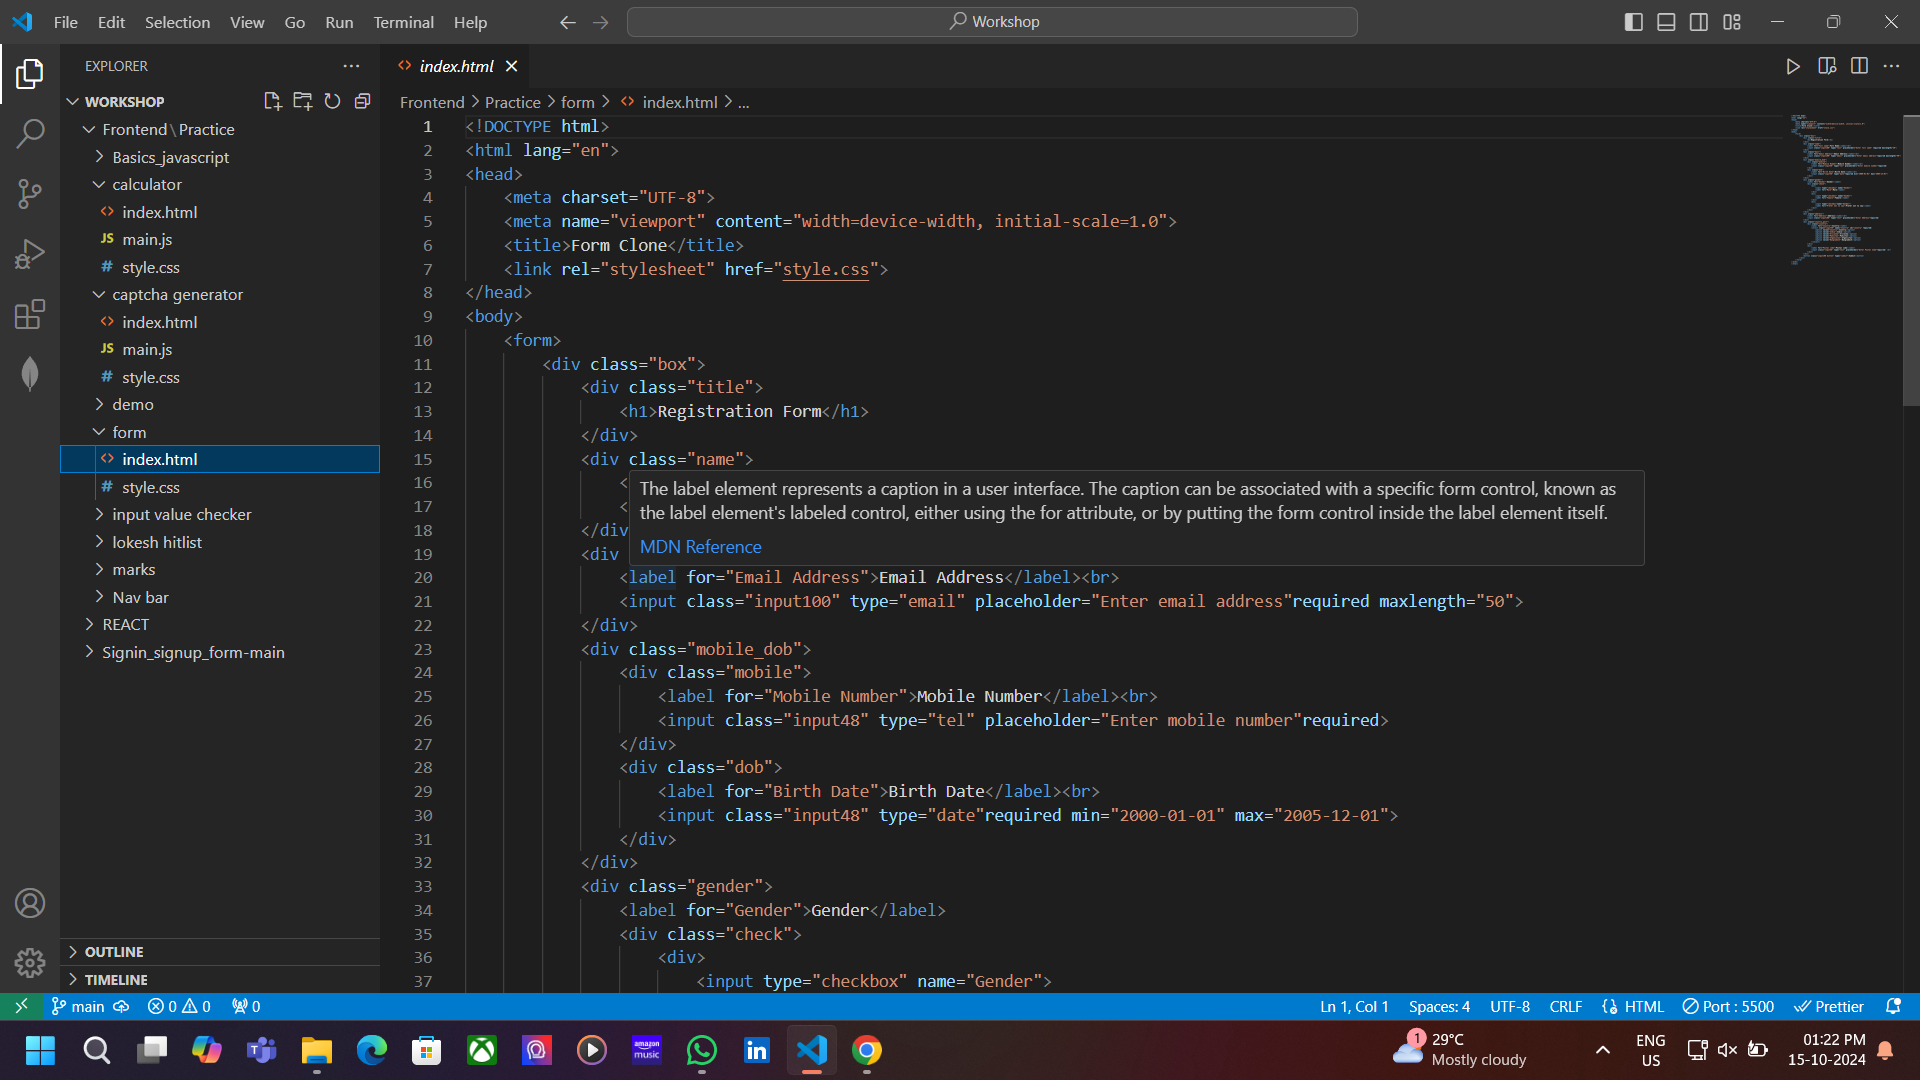 File Edit Selection View Go Run Terminal Help
Workshop
EXPLORER
WORKSHOP
Frontend\Practice
Basics_javascript
calculator
index.html
JS main.js
# style.css
captcha generator
index.html
JS main.js
# style.css
demo
form
index.html
# style.css
input value checker
lokesh hitlist
marks
Nav bar
REACT
Signin_signup_form-main
OUTLINE
TIMELINE
index.html
Frontend > Practice > form > index.html > ...
1 <!DOCTYPE html>
2 <html lang="en">
3 <head>
4 <meta charset="UTF-8">
5 <meta name="viewport" content="width=device-width, initial-scale=1.0">
6 <title>Form Clone</title>
7 <link rel="stylesheet" href="style.css">
8 </head>
9 <body>
10 <form>
11 <div class="box">
12 <div class="title">
13 <h1>Registration Form</h1>
14 </div>
15 <div class="name">
16 <
17 <
18 </div
19 <div
The label element represents a caption in a user interface. The caption can be associated with a specific form control, known as
the label element's labeled control, either using the for attribute, or by putting the form control inside the label element itself.
MDN Reference
20 <label for="Email Address">Email Address</label><br>
21 <input class="input100" type="email" placeholder="Enter email address"required maxlength="50">
22 </div>
23 <div class="mobile_dob">
24 <div class="mobile">
25 <label for="Mobile Number">Mobile Number</label><br>
26 <input class="input48" type="tel" placeholder="Enter mobile number"required>
27 </div>
28 <div class="dob">
29 <label for="Birth Date">Birth Date</label><br>
30 <input class="input48" type="date"required min="2000-01-01" max="2005-12-01">
31 </div>
32 </div>
33 <div class="gender">
34 <label for="Gender">Gender</label>
35 <div class="check">
36 <div>
37 <input type="checkbox" name="Gender">
main 0 0 0
Ln 1, Col 1 Spaces: 4 UTF-8 CRLF HTML Port : 5500 Prettier
amazon
music
1
29°C
Mostly cloudy
ENG
US
01:22 PM
15-10-2024